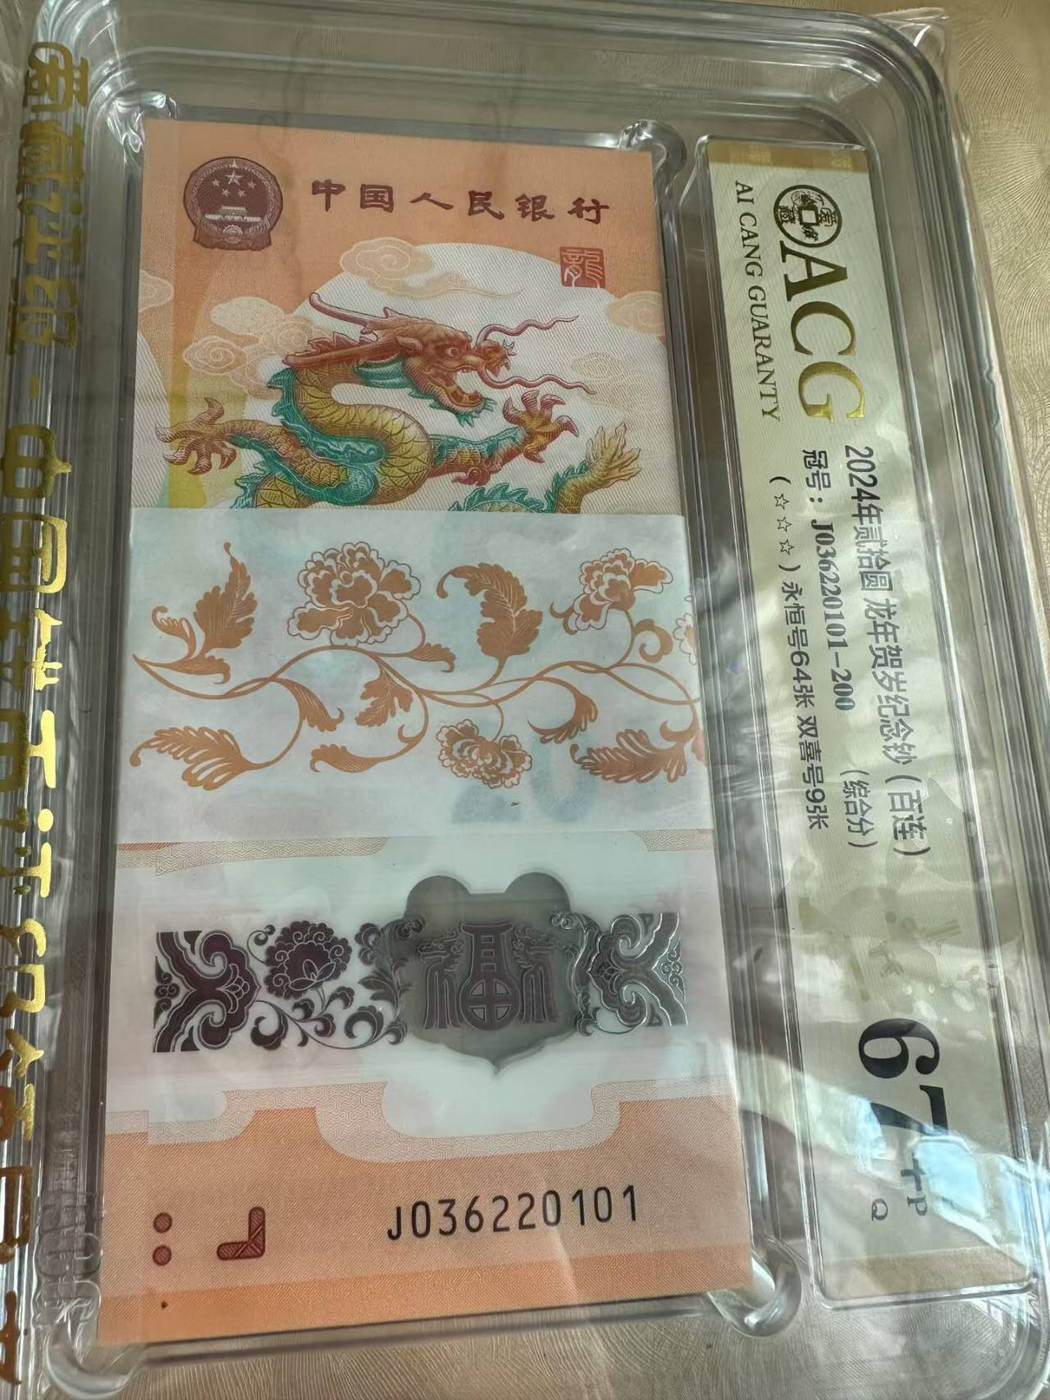 中国人民银行
龍
福
J036220101
ACG
AI CANG GUARANTY
2024年贰拾圆 龙年贺岁纪念钞（百连）
冠号：J036220101-200 （综合分）
（☆☆☆）永恒号64张 双喜号9张
67+P
Q